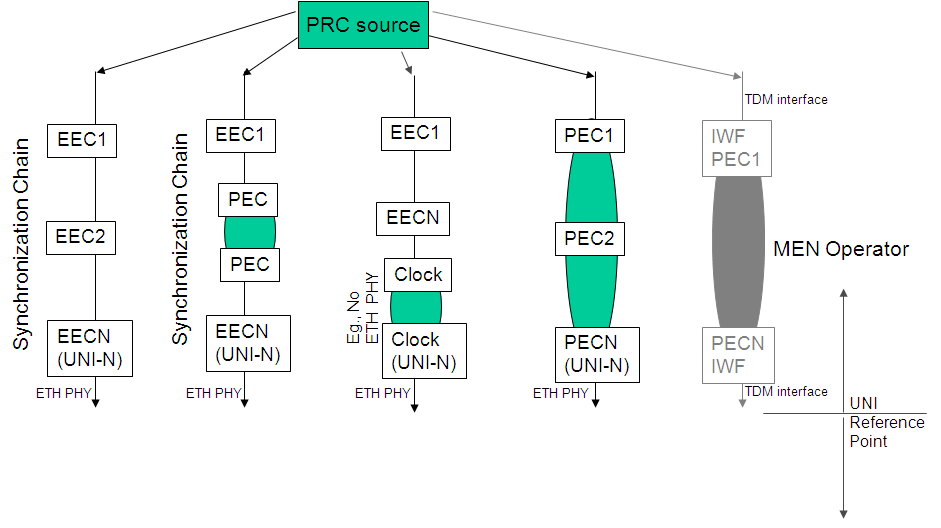 PRC source
Synchronization Chain
EEC1
EEC2
EECN
(UNI-N)
ETH PHY
Synchronization Chain
EEC1
PEC
PEC
EECN
(UNI-N)
ETH PHY
EEC1
EECN
Eg., No
ETH PHY
Clock
Clock
(UNI-N)
PEC1
PEC2
PECN
(UNI-N)
ETH PHY
TDM interface
IWF
PEC1
PECN
IWF
TDM interface
MEN Operator
UNI
Reference
Point